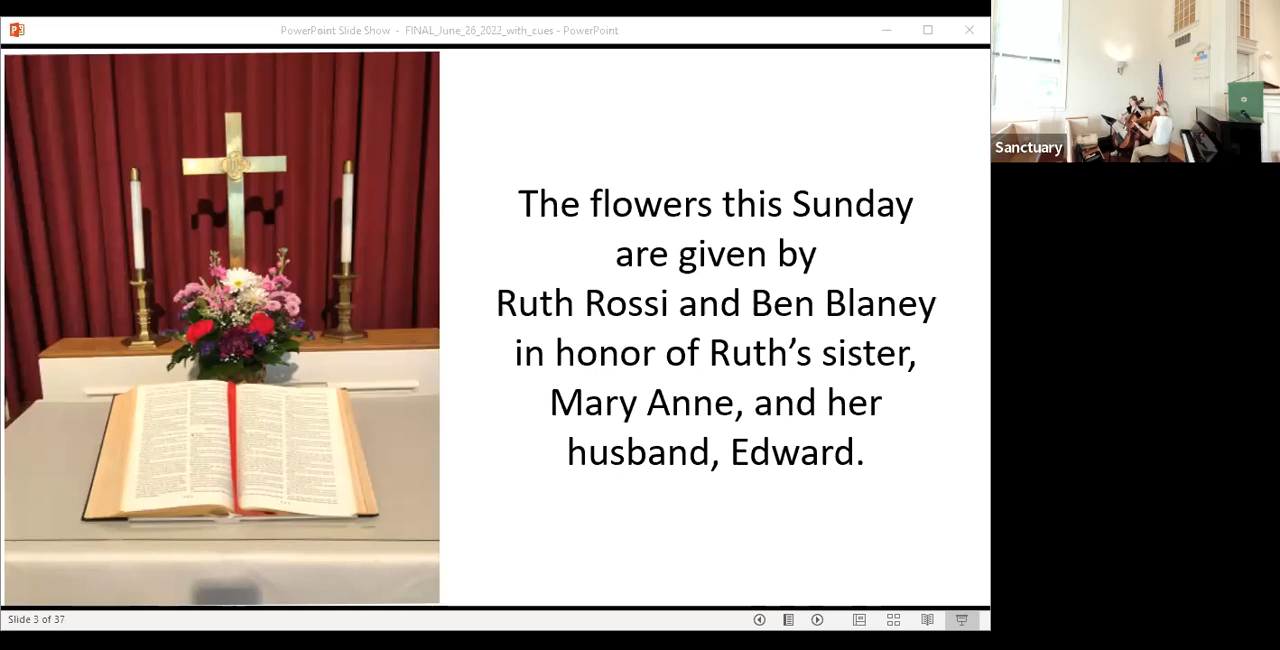 PowerPoint Slide Show - FINAL_June_26_2022_with_cues - PowerPoint
The flowers this Sunday
are given by
Ruth Rossi and Ben Blaney
in honor of Ruth’s sister,
Mary Anne, and her
husband, Edward.
Sanctuary
Slide 3 of 37